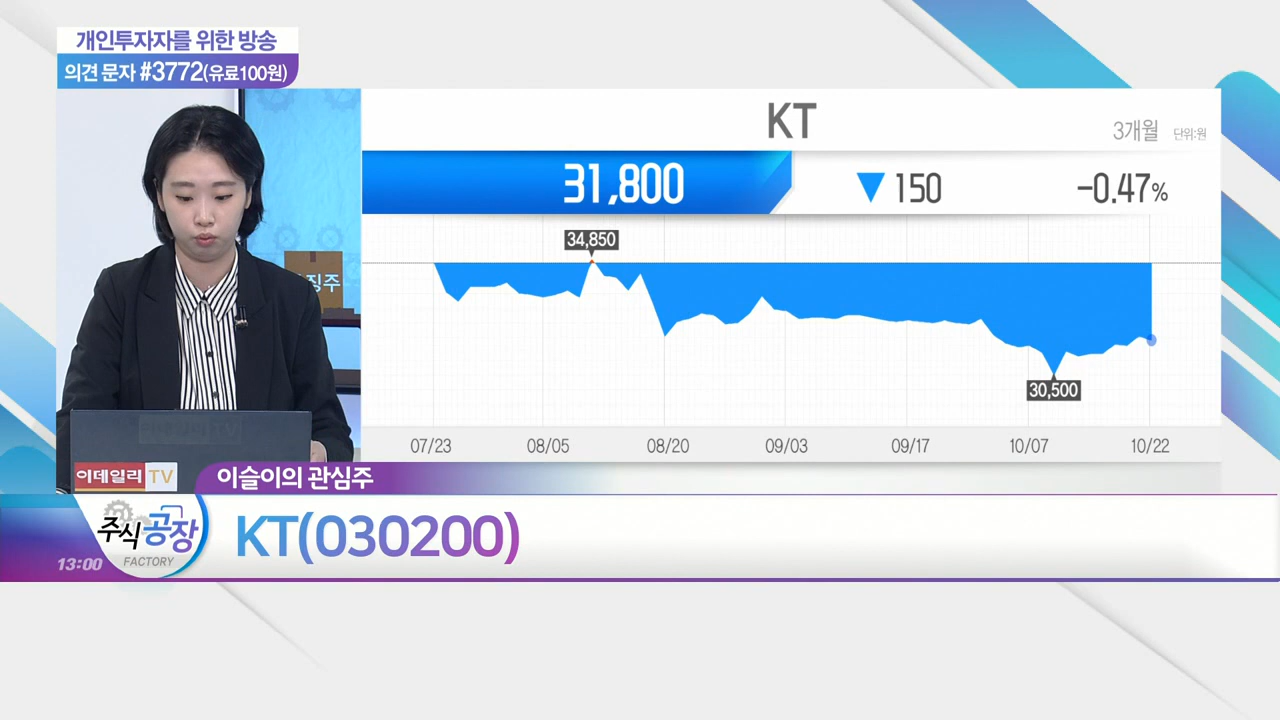 개인투자자를 위한 방송
의견 문자 #3772(유료100원)
KT
3개월 단위:원
31,800 ▼ 150 -0.47%
34,850
징주
30,500
07/23 08/05 08/20 09/03 09/17 10/07 10/22
이데일리 TV
이슬이의 관심주
주식공장
FACTORY
13:00
KT(030200)